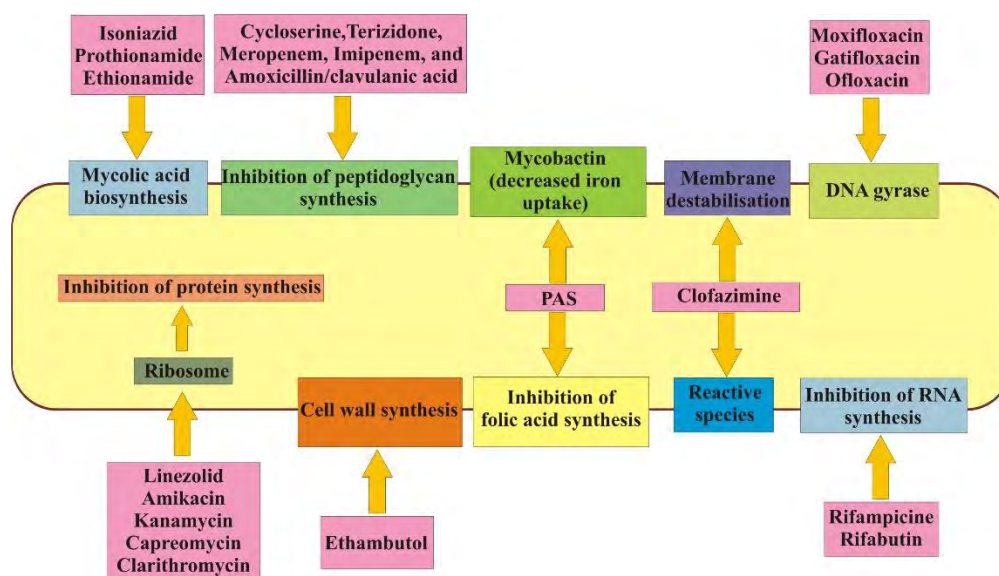 Isoniazid
Prothionamide
Ethionamide
Cycloserine,Terizidone,
Meropenem, Imipenem, and
Amoxicillin/clavulanic acid
Moxifloxacin
Gatifloxacin
Ofloxacin
Mycolic acid
biosynthesis
Inhibition of peptidoglycan
synthesis
Mycobactin
(decreased iron
uptake)
Membrane
destabilisation
DNA gyrase
Inhibition of protein synthesis
PAS
Clofazimine
Ribosome
Cell wall synthesis
Inhibition of
folic acid synthesis
Reactive
species
Inhibition of RNA
synthesis
Linezolid
Amikacin
Kanamycin
Capreomycin
Clarithromycin
Ethambutol
Rifampicine
Rifabutin